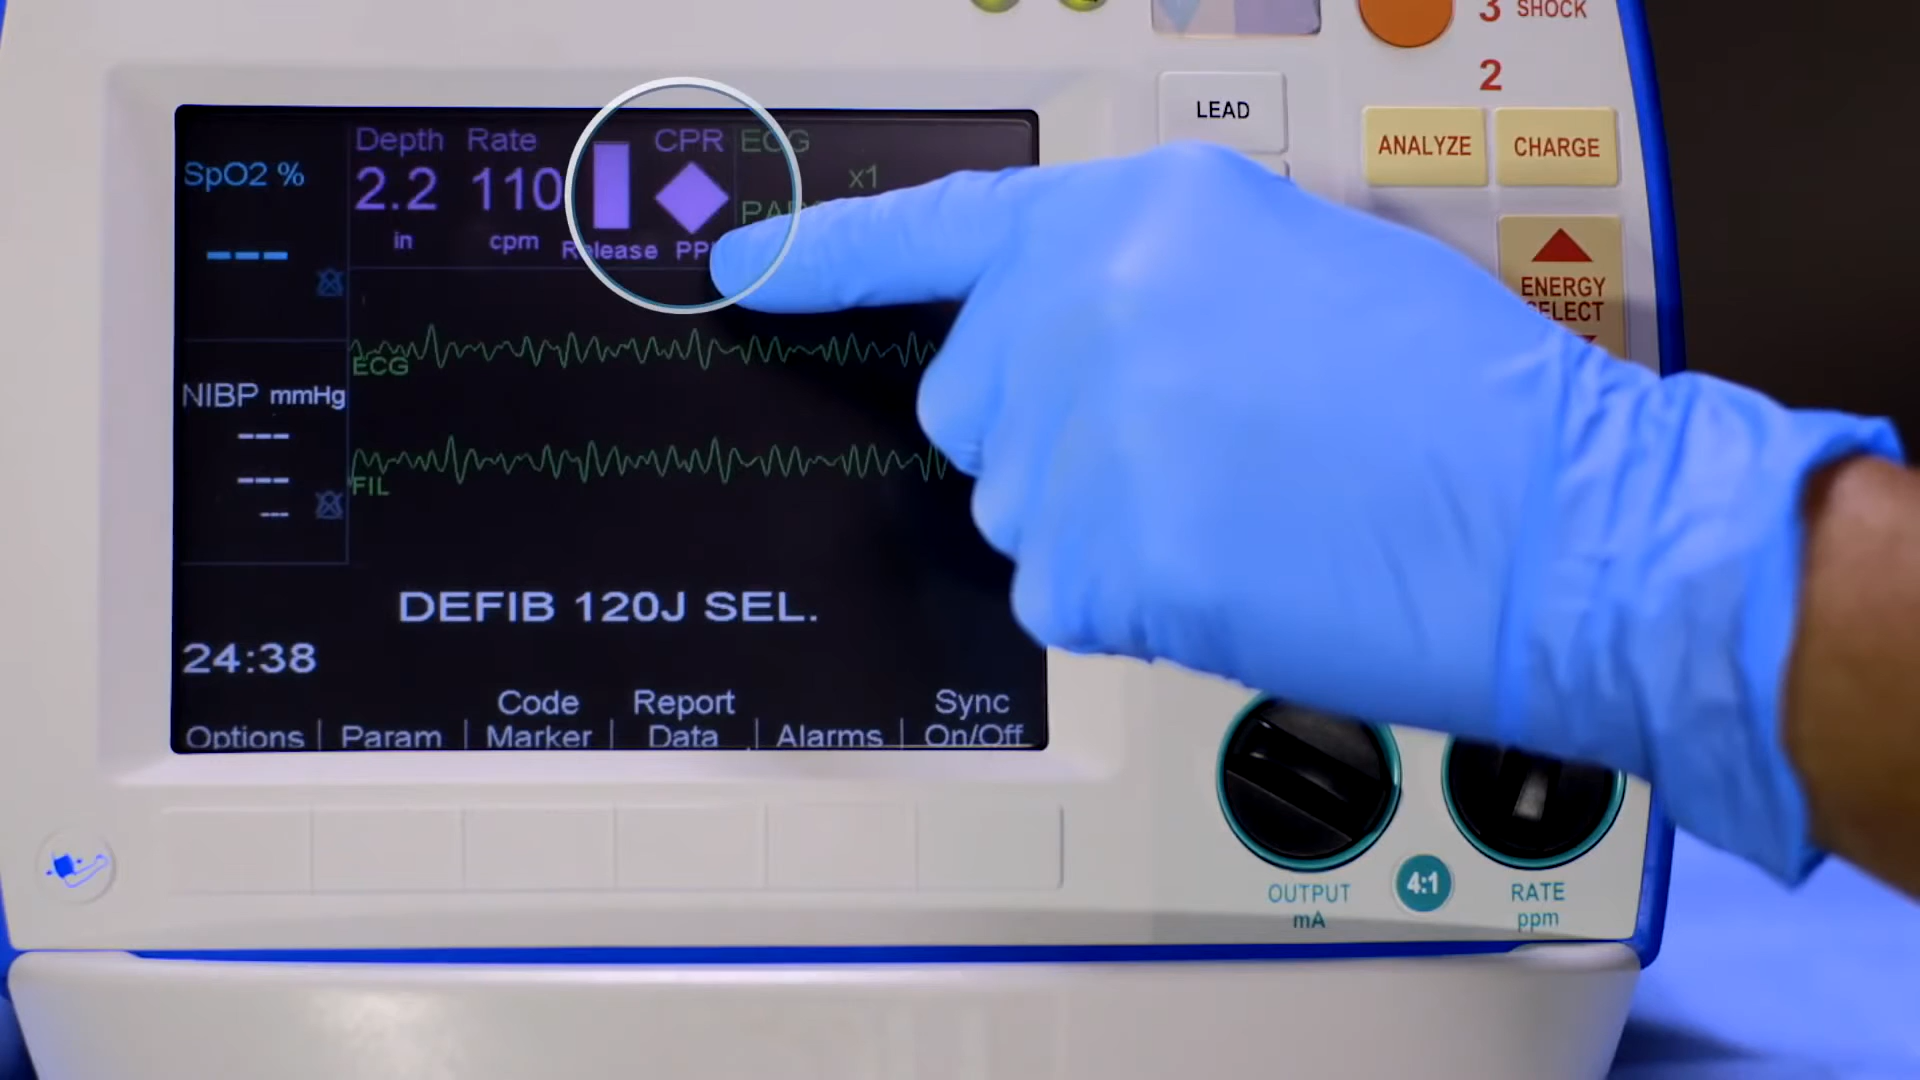 3 SHOCK
2
LEAD
ANALYZE
CHARGE
ENERGY
SELECT
SpO2 %
---
Depth
2.2
in
Rate
110
cpm
Release
CPR
ECG
x1
NIBP mmHg
---
---
---
ECG
FIL
DEFIB 120J SEL.
24:38
Options
Param
Code
Marker
Report
Data
Alarms
Sync
On/Off
OUTPUT
mA
4:1
RATE
ppm